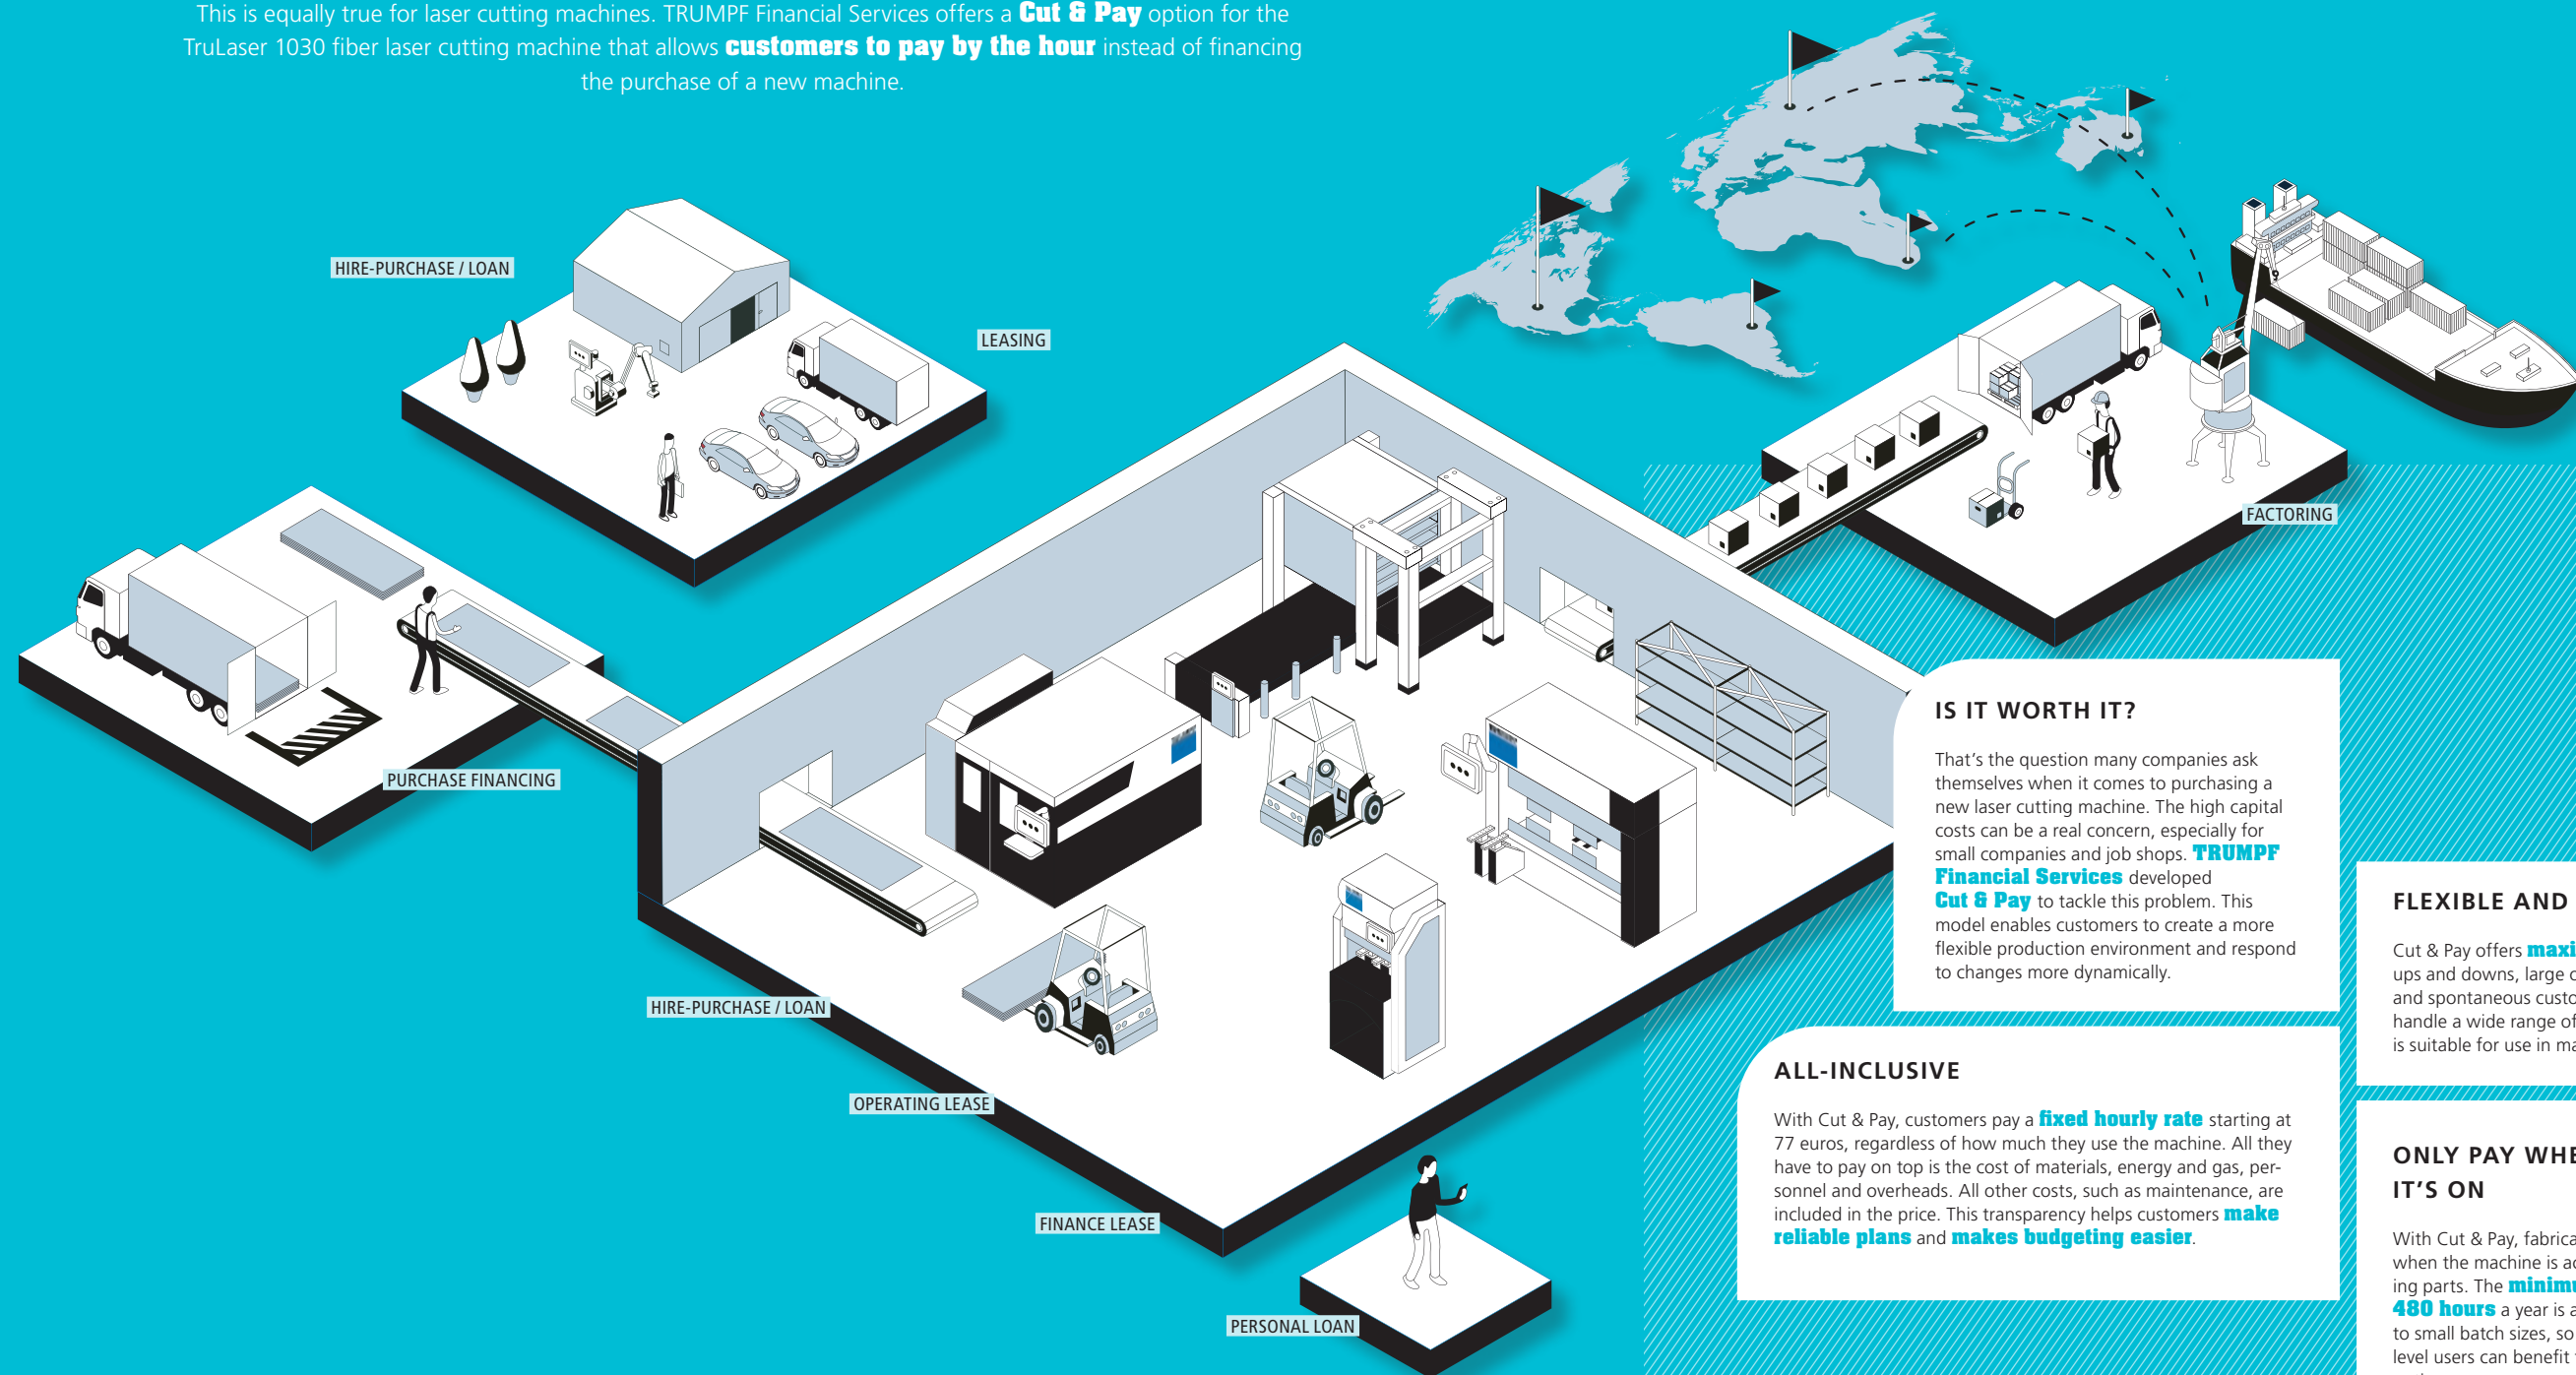 This is equally true for laser cutting machines. TRUMPF Financial Services offers a Cut & Pay option for the
TruLaser 1030 fiber laser cutting machine that allows customers to pay by the hour instead of financing
the purchase of a new machine.
HIRE-PURCHASE / LOAN
LEASING
FACTORING
PURCHASE FINANCING
HIRE-PURCHASE / LOAN
OPERATING LEASE
FINANCE LEASE
PERSONAL LOAN
IS IT WORTH IT?
That's the question many companies ask
themselves when it comes to purchasing a
new laser cutting machine. The high capital
costs can be a real concern, especially for
small companies and job shops. TRUMPF
Financial Services developed
Cut & Pay to tackle this problem. This
model enables customers to create a more
flexible production environment and respond
to changes more dynamically.
ALL-INCLUSIVE
With Cut & Pay, customers pay a fixed hourly rate starting at
77 euros, regardless of how much they use the machine. All they
have to pay on top is the cost of materials, energy and gas, per-
sonnel and overheads. All other costs, such as maintenance, are
included in the price. This transparency helps customers make
reliable plans and makes budgeting easier.
FLEXIBLE AND
Cut & Pay offers
ups and downs, large
and spontaneous
handle a wide range of
is suitable for use in
ONLY PAY
IT'S ON
With Cut & Pay,
when the machine is
ing parts. The
480 hours a year is
to small batch sizes, so
level users can benefit